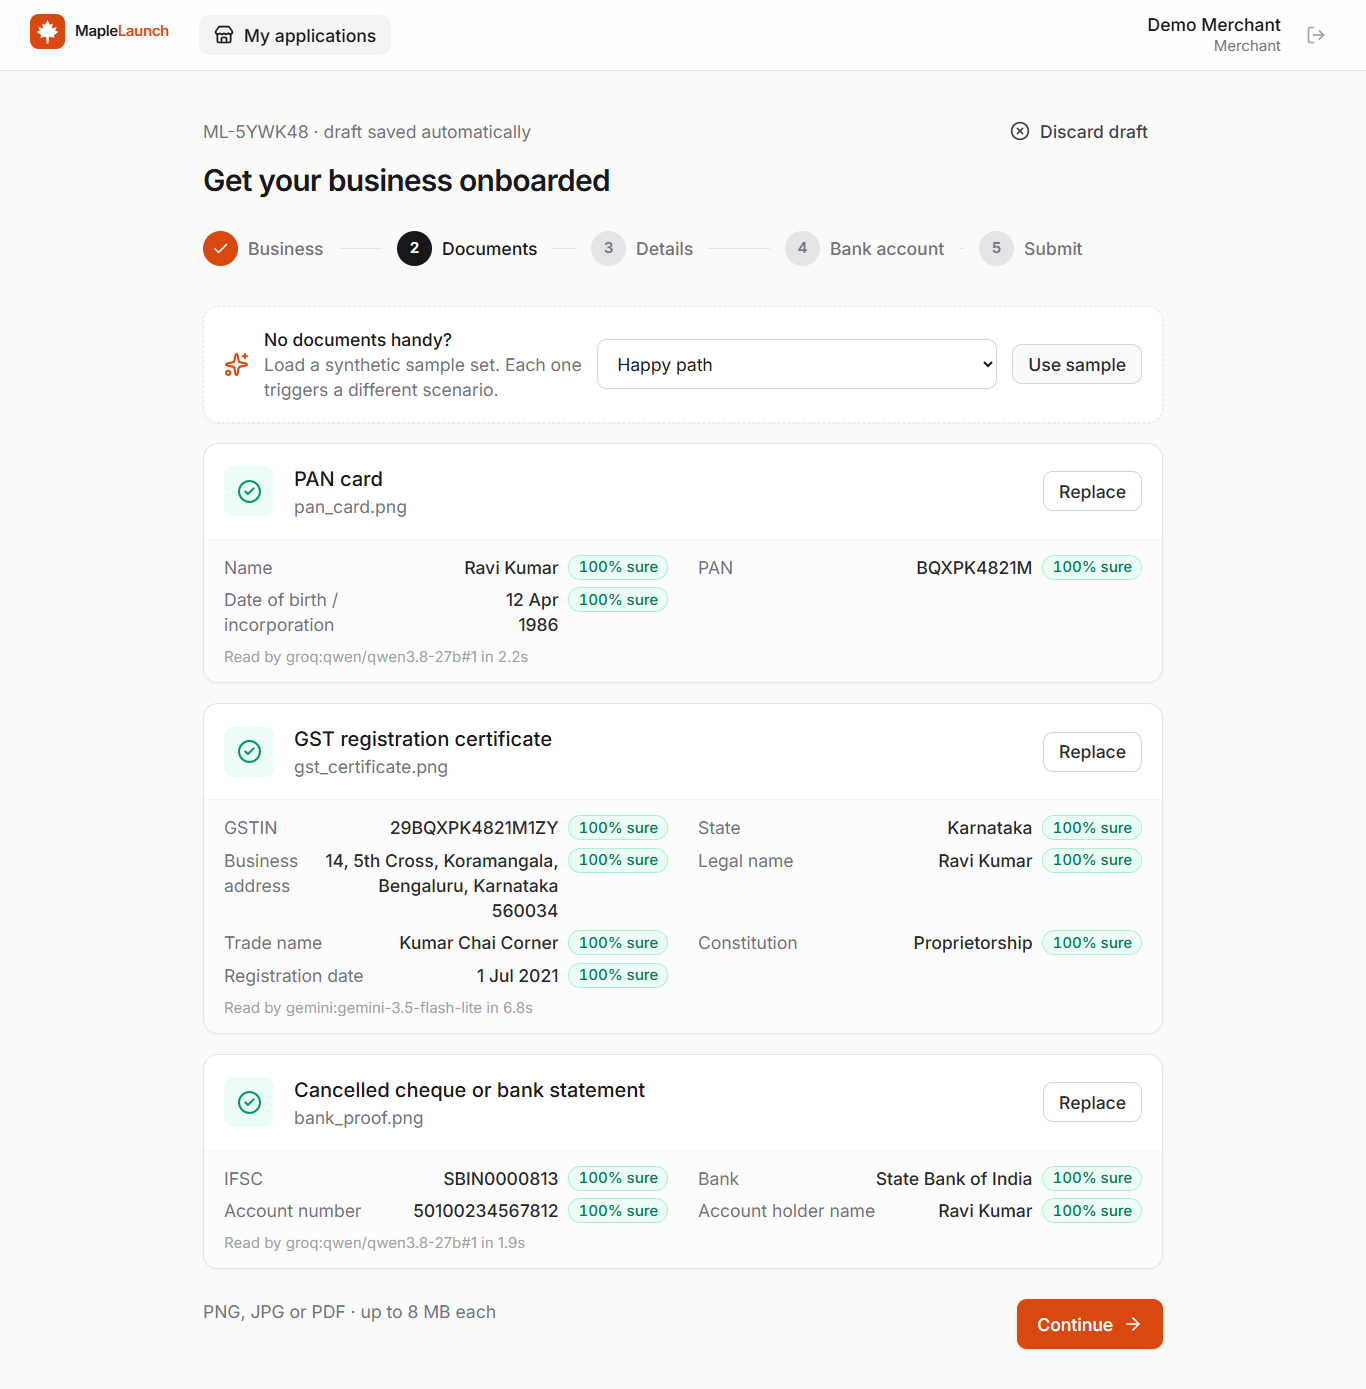 MapleLaunch
My applications
Demo Merchant
Merchant
ML-5YWK48 · draft saved automatically
Discard draft
Get your business onboarded
Business
2 Documents
3 Details
4 Bank account
5 Submit
No documents handy?
Load a synthetic sample set. Each one
triggers a different scenario.
Happy path
Use sample
PAN card
pan_card.png
Replace
Name Ravi Kumar 100% sure
PAN BQXPK4821M 100% sure
Date of birth / 12 Apr 100% sure
incorporation 1986
Read by groq:qwen/qwen3.8-27b#1 in 2.2s
GST registration certificate
gst_certificate.png
Replace
GSTIN 29BQXPK4821M1ZY 100% sure
State Karnataka 100% sure
Business 14, 5th Cross, Koramangala, 100% sure
address Bengaluru, Karnataka
560034
Legal name Ravi Kumar 100% sure
Trade name Kumar Chai Corner 100% sure
Constitution Proprietorship 100% sure
Registration date 1 Jul 2021 100% sure
Read by gemini:gemini-3.5-flash-lite in 6.8s
Cancelled cheque or bank statement
bank_proof.png
Replace
IFSC SBIN0000813 100% sure
Bank State Bank of India 100% sure
Account number 50100234567812 100% sure
Account holder name Ravi Kumar 100% sure
Read by groq:qwen/qwen3.8-27b#1 in 1.9s
PNG, JPG or PDF · up to 8 MB each
Continue